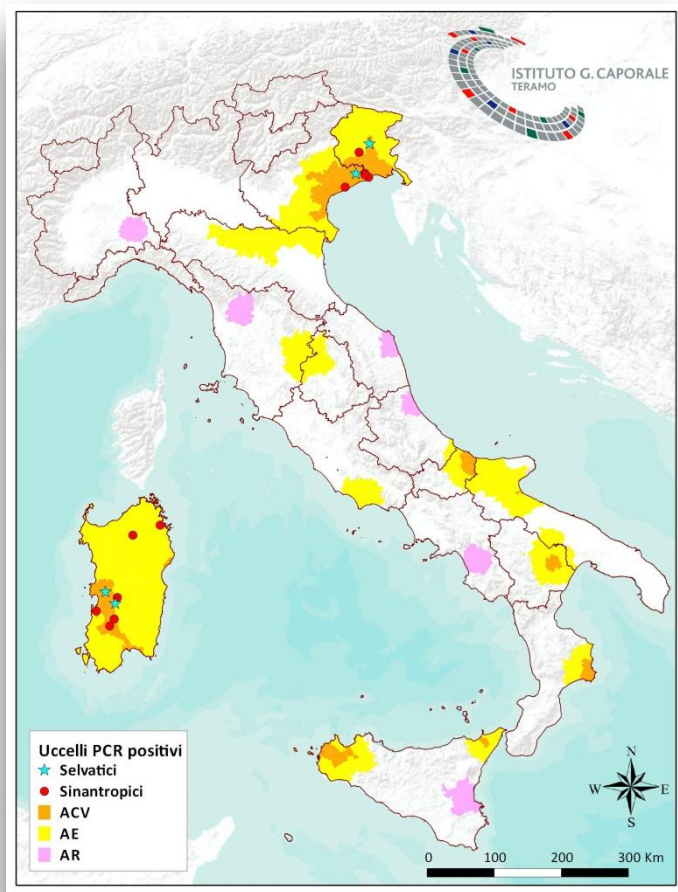 ISTITUTO G. CAPORALE
TERAMO
Uccelli PCR positivi
Selvatici
Sinantropici
ACV
AE
AR
N
W E
S
0 100 200 300 Km